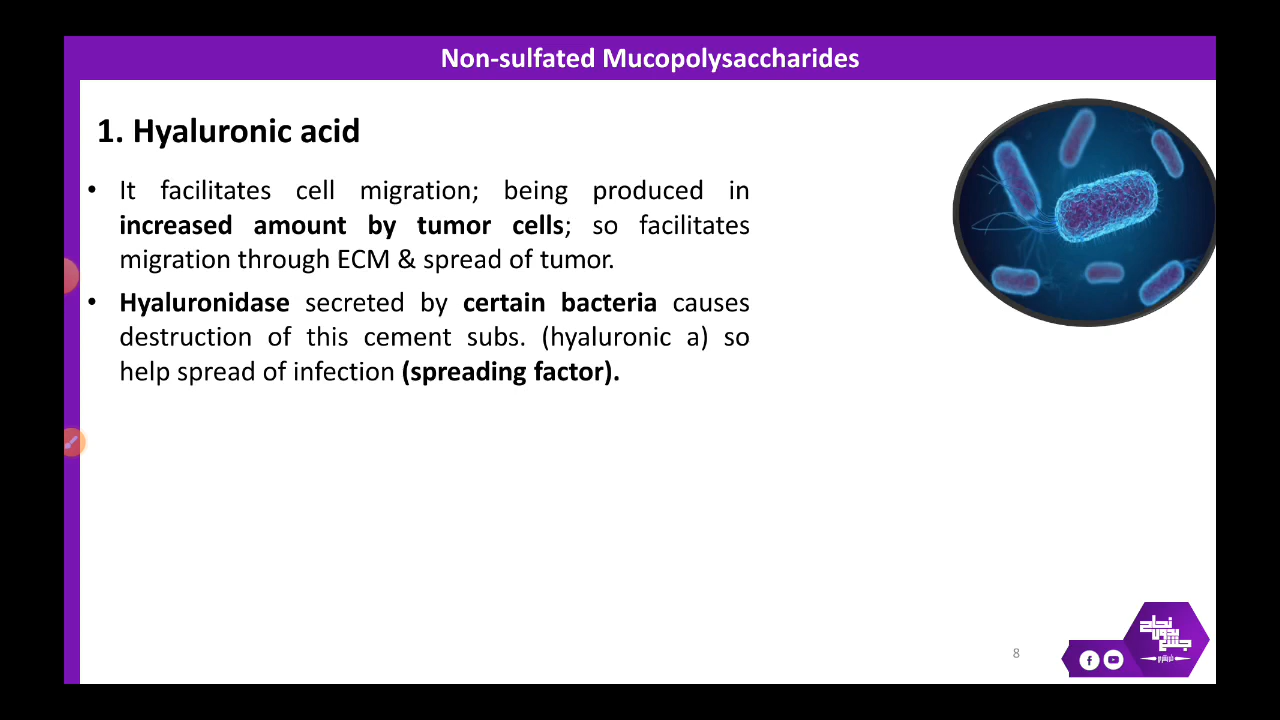 Non-sulfated Mucopolysaccharides
1. Hyaluronic acid
• It facilitates cell migration; being produced in
increased amount by tumor cells; so facilitates
migration through ECM & spread of tumor.
• Hyaluronidase secreted by certain bacteria causes
destruction of this cement subs. (hyaluronic a) so
help spread of infection (spreading factor).
8
نجاح
بدون